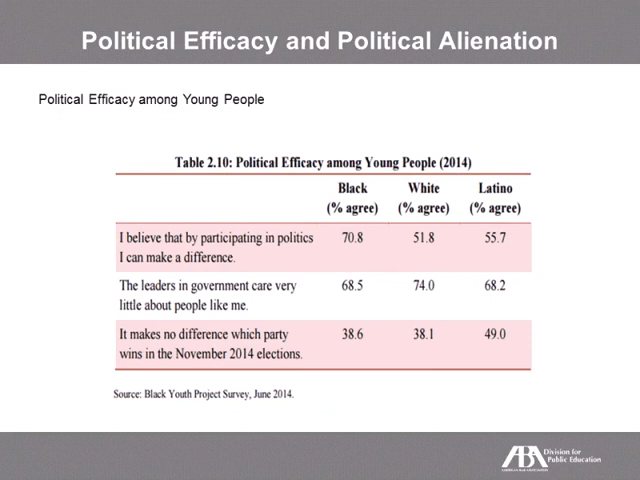 Political Efficacy and Political Alienation
Political Efficacy among Young People
Table 2.10: Political Efficacy among Young People (2014)
Black White Latino
(% agree) (% agree) (% agree)
I believe that by participating in politics 70.8 51.8 55.7
I can make a difference.
The leaders in government care very 68.5 74.0 68.2
little about people like me.
It makes no difference which party 38.6 38.1 49.0
wins in the November 2014 elections.
Source: Black Youth Project Survey, June 2014.
ABA Division for
Public Education
AMERICAN BAR ASSOCIATION